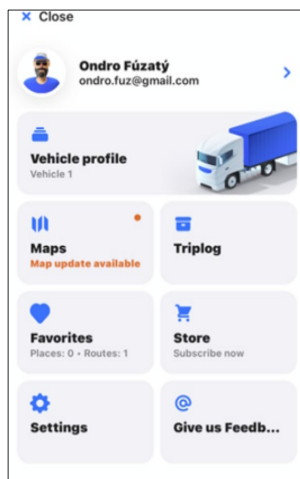 × Close
Ondro Fúzatý
ondro.fuz@gmail.com
Vehicle profile
Vehicle 1
Maps
Map update available
Triplog
Favorites
Places: 0 • Routes: 1
Store
Subscribe now
Settings
Give us Feedb...